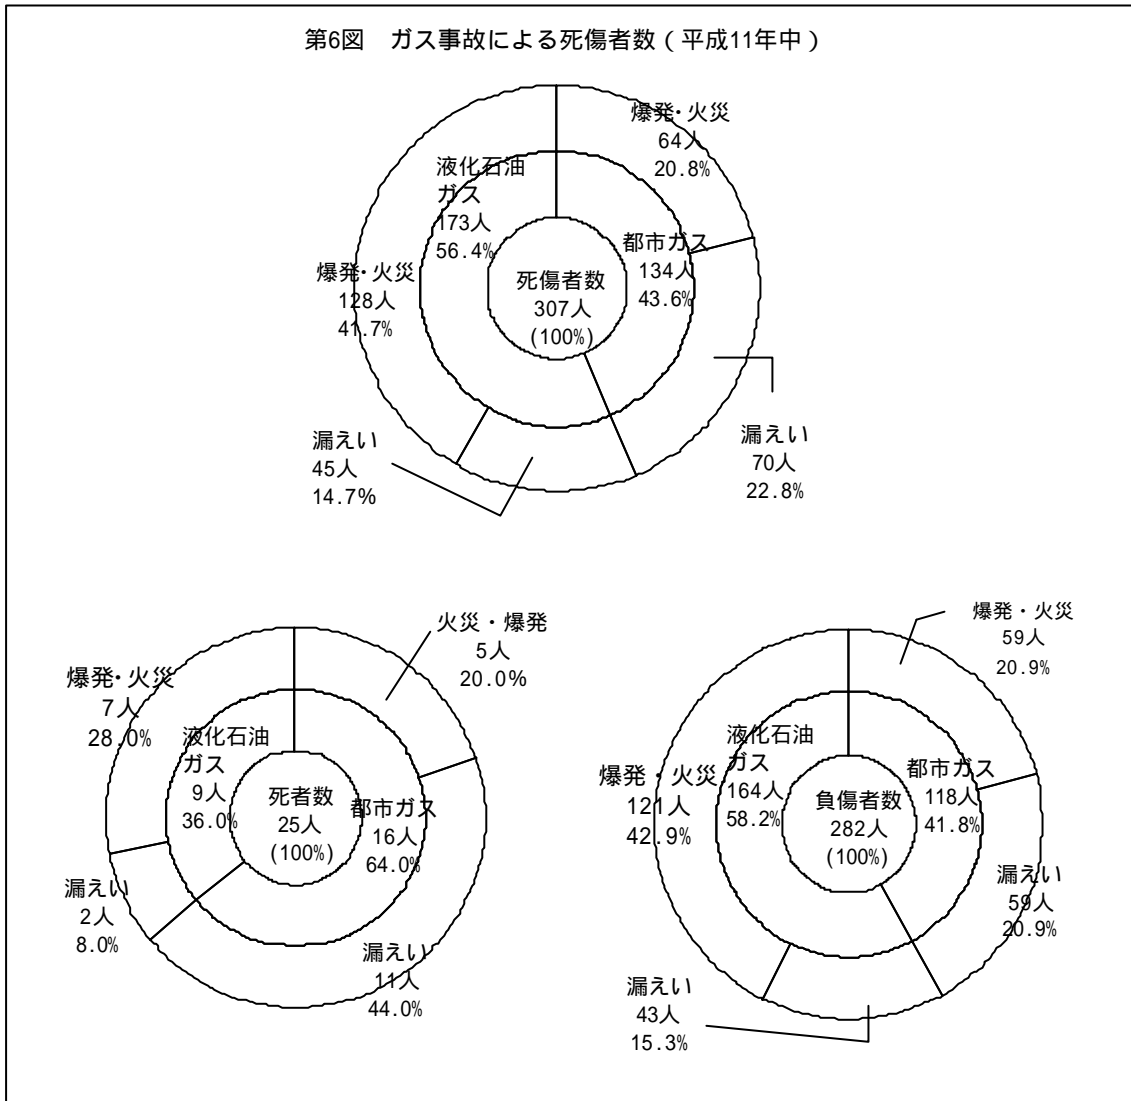 第6図　ガス事故による死傷者数（平成11年中）
爆発・火災
64人
20.8%
液化石油
ガス
173人
56.4%
都市ガス
134人
43.6%
死傷者数
307人
(100%)
爆発・火災
128人
41.7%
漏えい
45人
14.7%
漏えい
70人
22.8%
火災・爆発
5人
20.0%
爆発・火災
7人
28.0%
液化石油
ガス
9人
36.0%
死者数
25人
(100%)
都市ガス
16人
64.0%
漏えい
2人
8.0%
漏えい
11人
44.0%
爆発・火災
59人
20.9%
液化石油
ガス
164人
58.2%
都市ガス
118人
41.8%
爆発・火災
121人
42.9%
負傷者数
282人
(100%)
漏えい
59人
20.9%
漏えい
43人
15.3%